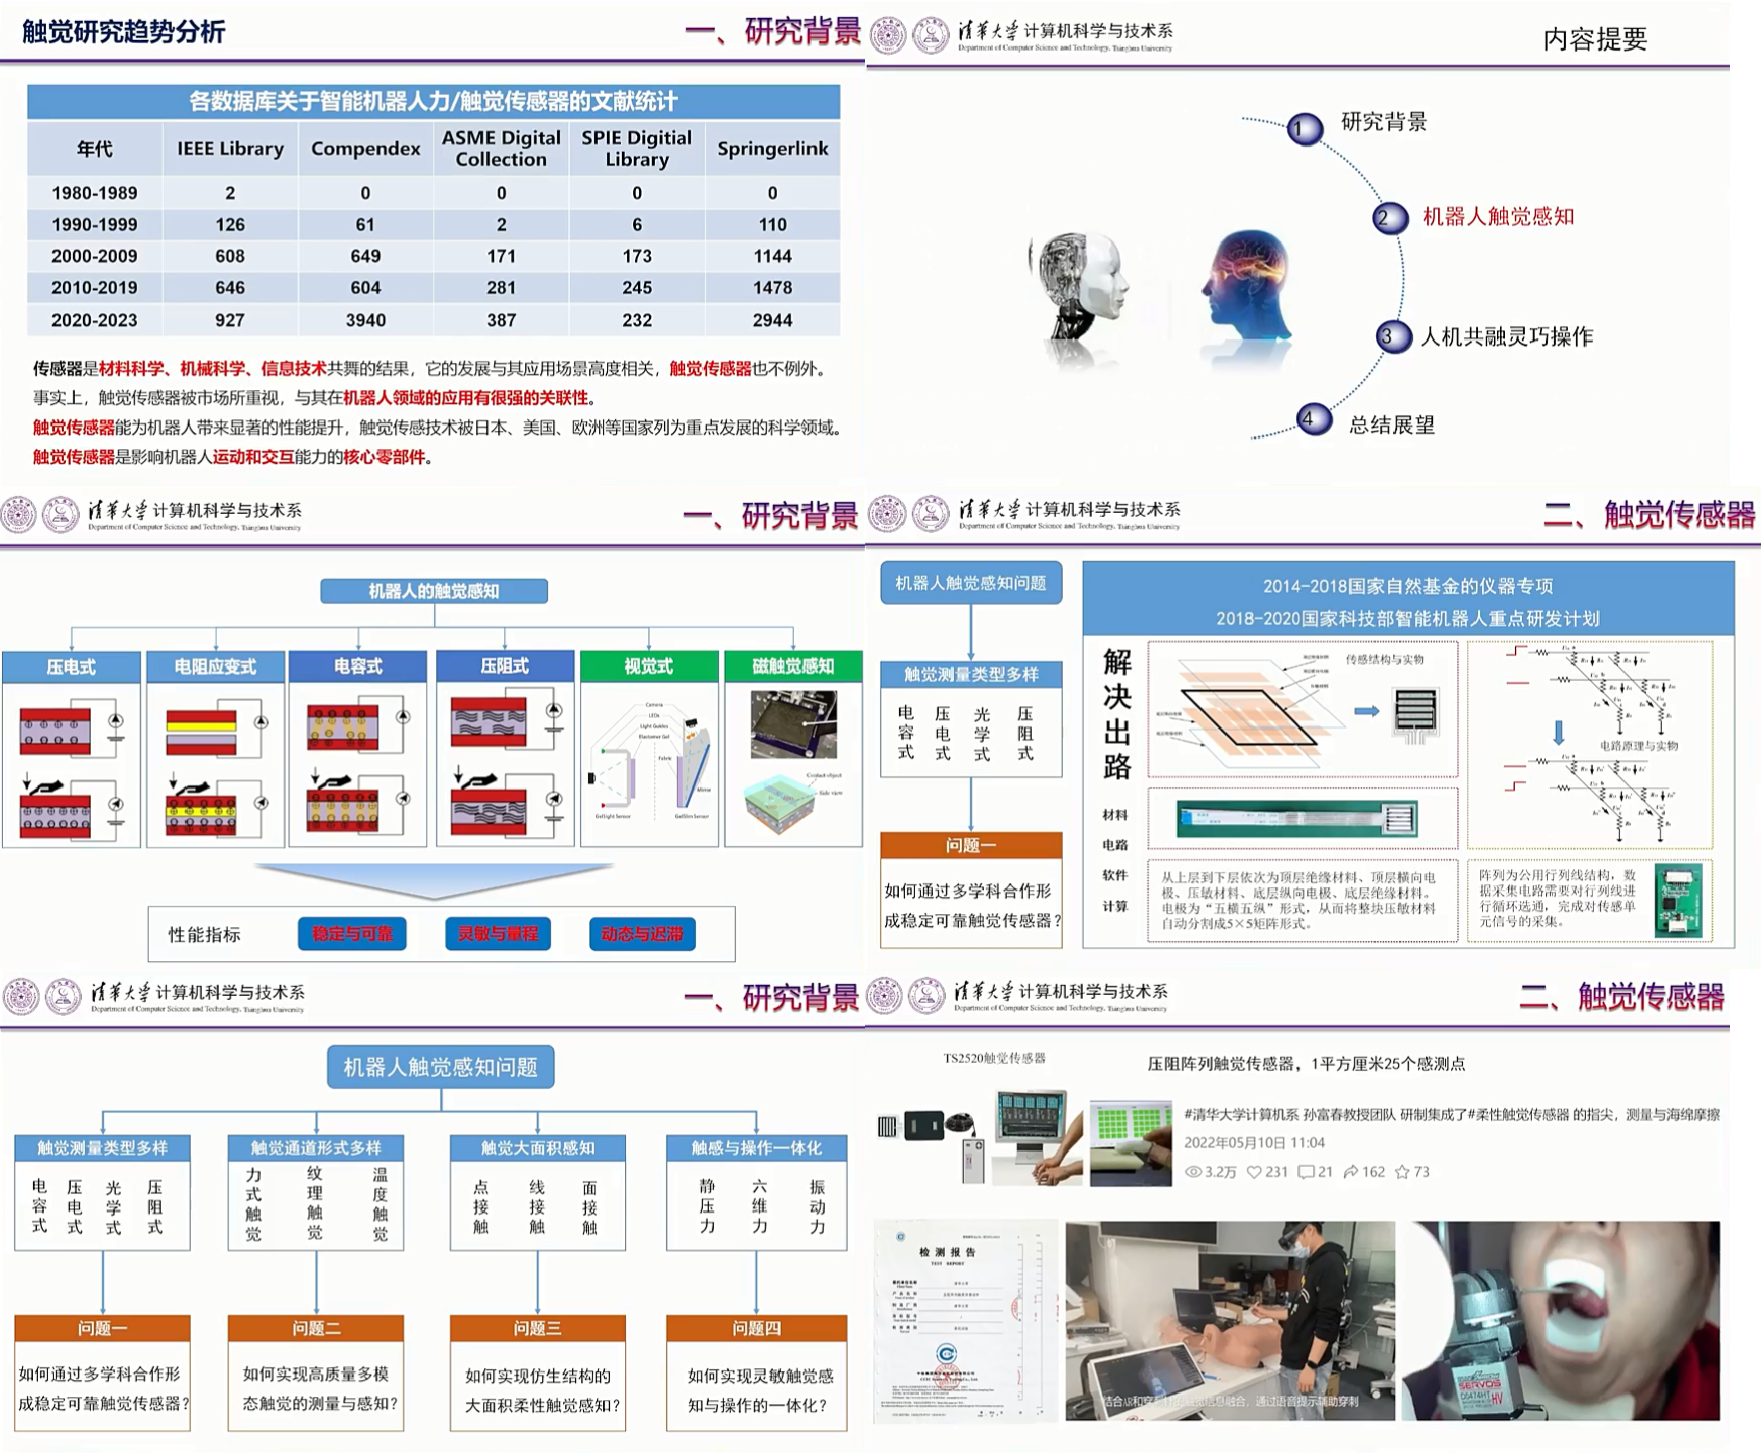 触觉研究趋势分析
一、研究背景
各数据库关于智能机器人力/触觉传感器的文献统计
年代 IEEE Library Compendex ASME Digital Collection SPIE Digitial Library Springerlink
1980-1989 2 0 0 0 0
1990-1999 126 61 2 6 110
2000-2009 608 649 171 173 1144
2010-2019 646 604 281 245 1478
2020-2023 927 3940 387 232 2944
传感器是材料科学、机械科学、信息技术共舞的结果，它的发展与其应用场景高度相关，触觉传感器也不例外。
事实上，触觉传感器被市场所重视，与其在机器人领域的应用有很强的关联性。
触觉传感器能为机器人带来显著的性能提升，触觉传感技术被日本、美国、欧洲等国家列为重点发展的科学领域。
触觉传感器是影响机器人运动和交互能力的核心零部件。
清华大学计算机科学与技术系
Department of Computer Science and Technology, Tsinghua University
内容提要
1 研究背景
2 机器人触觉感知
3 人机共融灵巧操作
4 总结展望
清华大学计算机科学与技术系
Department of Computer Science and Technology, Tsinghua University
一、研究背景
机器人的触觉感知
压电式 电阻应变式 电容式 压阻式 视觉式 磁触觉感知
Camera
LEDs
Light Guides
Elastomer Gel
Mirror
GelSight Sensor
GelSlim Sensor
Contact object
Side view
性能指标 稳定与可靠 灵敏与量程 动态与迟滞
清华大学计算机科学与技术系
Department of Computer Science and Technology, Tsinghua University
二、触觉传感器
机器人触觉感知问题
触觉测量类型多样
电容式 压电式 光学式 压阻式
问题一
如何通过多学科合作形
成稳定可靠触觉传感器?
2014-2018国家自然基金的仪器专项
2018-2020国家科技部智能机器人重点研发计划
解决出路
材料
电路
软件
计算
传感结构与实物
电路原理与实物
从上层到下层依次为顶层绝缘材料、顶层横向电
极、压敏材料、底层纵向电极、底层绝缘材料。
电极为“五横五纵”形式，从而将整块压敏材料
自动分割成5×5矩阵形式。
阵列为公用行列线结构，数
据采集电路需要对行列线进
行循环选通，完成对传感单
元信号的采集。
清华大学计算机科学与技术系
Department of Computer Science and Technology, Tsinghua University
一、研究背景
机器人触觉感知问题
触觉测量类型多样 触觉通道形式多样 触觉大面积感知 触感与操作一体化
电容式 压电式 光学式 压阻式
力式触觉 纹理触觉 温度触觉
点接触 线接触 面接触
静压力 六维力 振动力
问题一
如何通过多学科合作形
成稳定可靠触觉传感器?
问题二
如何实现高质量多模
态触觉的测量与感知?
问题三
如何实现仿生结构的
大面积柔性触觉感知?
问题四
如何实现灵敏触觉感
知与操作的一体化?
清华大学计算机科学与技术系
Department of Computer Science and Technology, Tsinghua University
二、触觉传感器
TS2520触觉传感器
压阻阵列触觉传感器，1平方厘米25个感测点
#清华大学计算机系 孙富春教授团队 研制集成了#柔性触觉传感器 的指尖，测量与海绵摩擦
2022年05月10日 11:04
3.2万 231 21 162 73
检测报告
TEST REPORT
SERVOS
HV